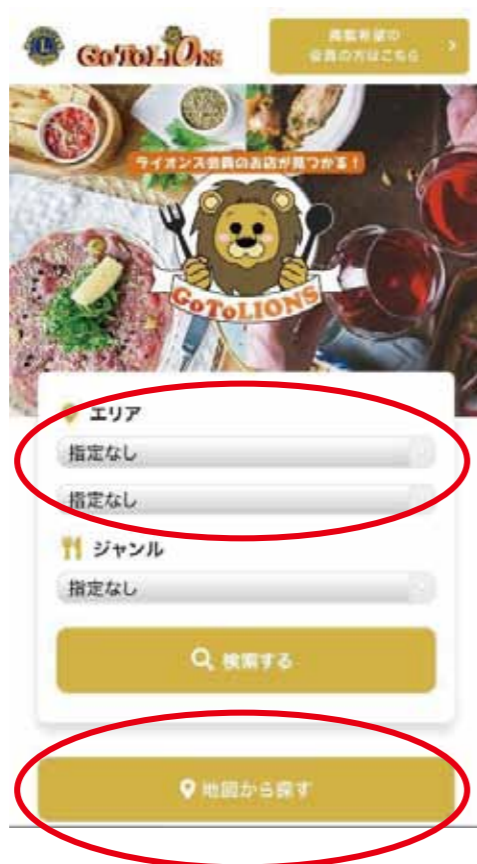 L
GoToLiONs
掲載希望の
会員の方はこちら
ライオンス会員のお店が見つかる！
GoToLIONS
エリア
指定なし
指定なし
ジャンル
指定なし
検索する
地図から探す